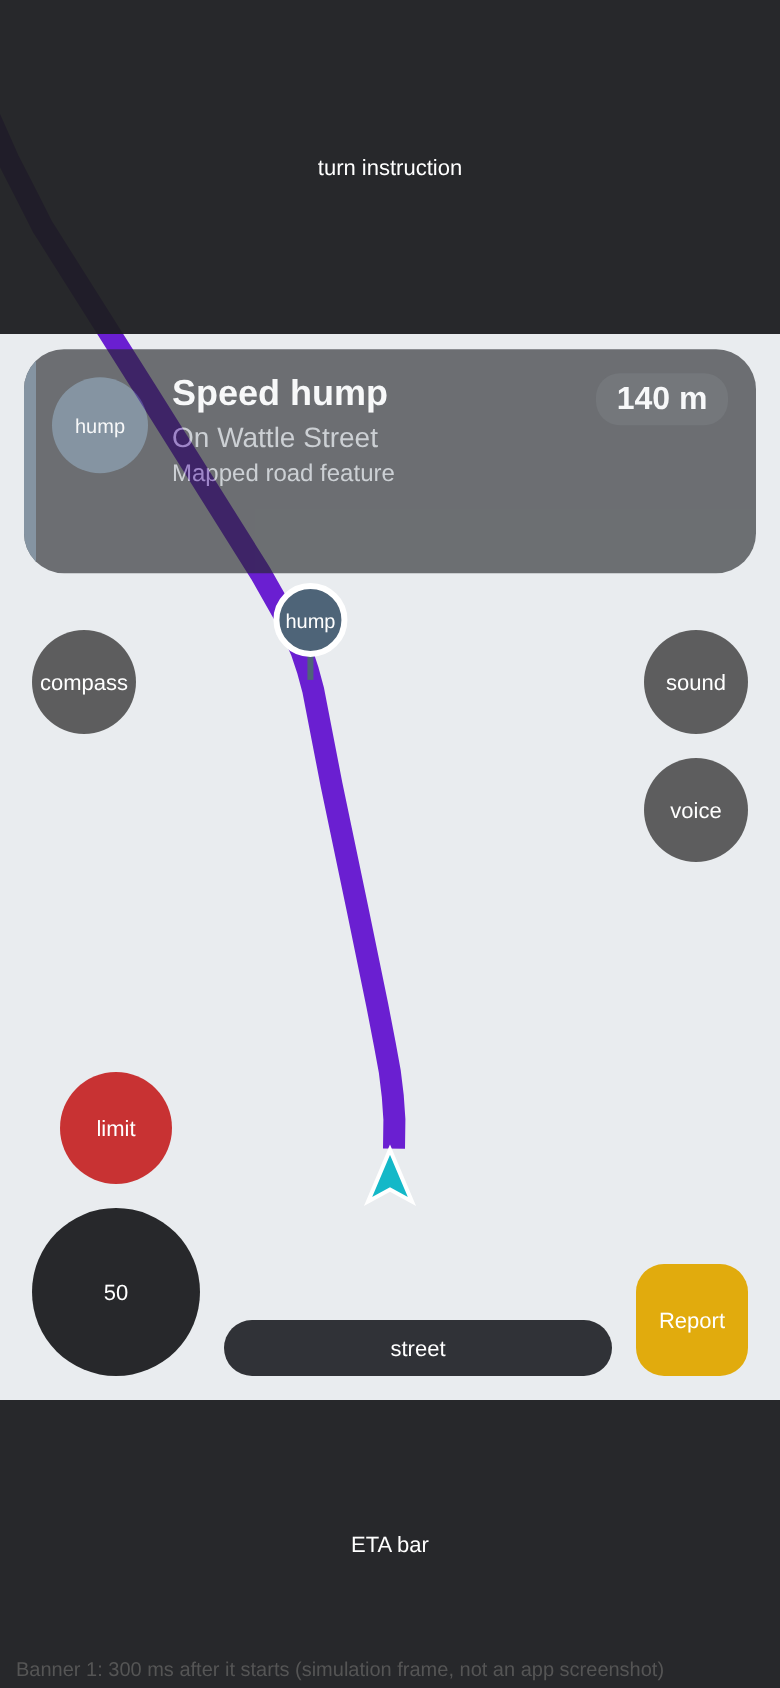 turn instruction
hump
Speed hump
140 m
On Wattle Street
Mapped road feature
hump
compass
sound
voice
limit
50
Report
street
ETA bar
Banner 1: 300 ms after it starts (simulation frame, not an app screenshot)